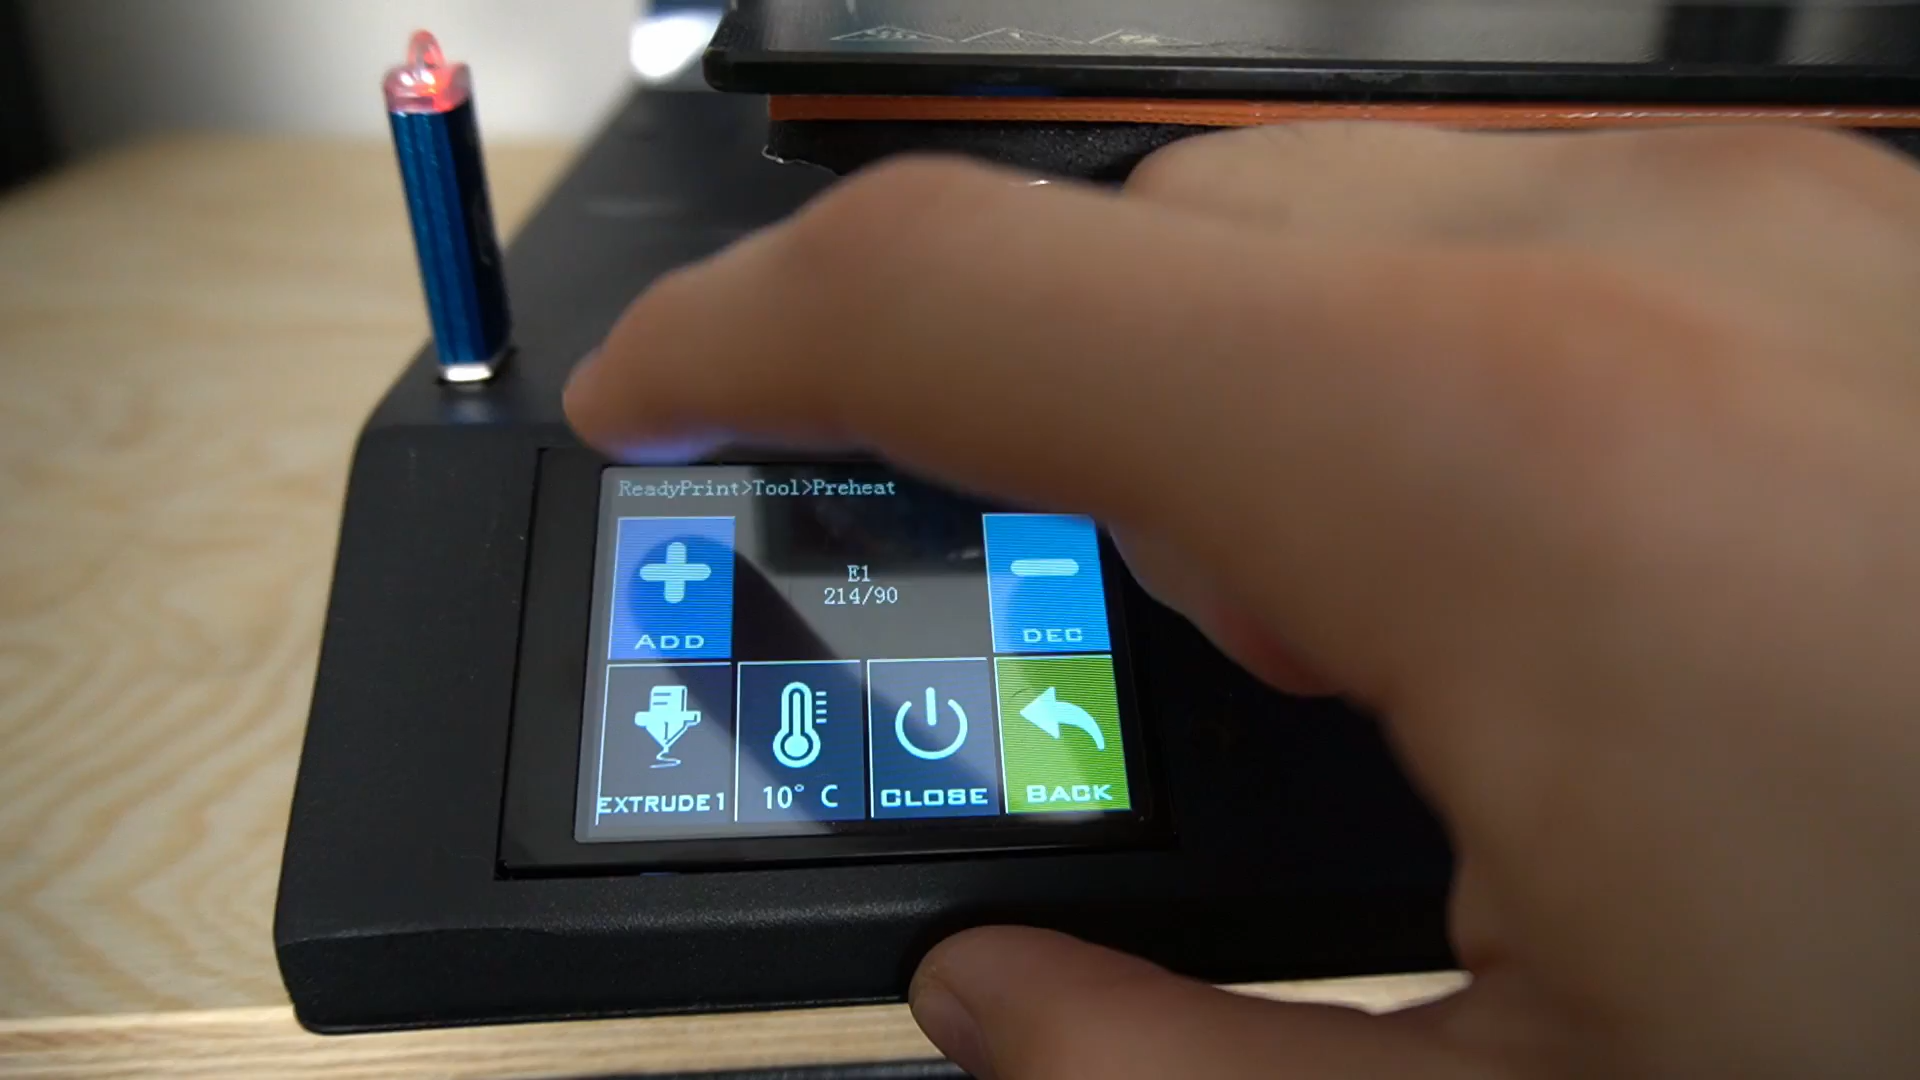 ReadyPrint>Tool>Preheat
E1
214/90
ADD
DEC
EXTRUDE1
10° C
CLOSE
BACK